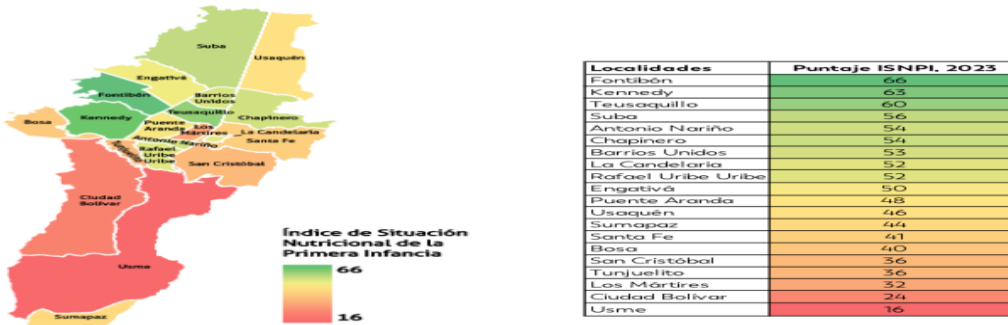 Suba
Usaquén
Engativá
Fontibón
Barrios
Unidos
Teusaquillo
Chapinero
Kennedy
Bosa
Puente
Aranda
Los
Mártires
La Candelaria
Santa Fe
Antonio Nariño
Tunjuelito
Rafael
Uribe
Uribe
San Cristóbal
Ciudad
Bolívar
Usme
Sumapaz
Índice de Situación
Nutricional de la
Primera Infancia
66
16
Localidades Puntaje ISNPI, 2023
Fontibón 66
Kennedy 63
Teusaquillo 60
Suba 56
Antonio Nariño 54
Chapinero 54
Barrios Unidos 53
La Candelaria 52
Rafael Uribe Uribe 52
Engativá 50
Puente Aranda 48
Usaquén 46
Sumapaz 44
Santa Fe 41
Bosa 40
San Cristóbal 36
Tunjuelito 36
Los Mártires 32
Ciudad Bolívar 24
Usme 16